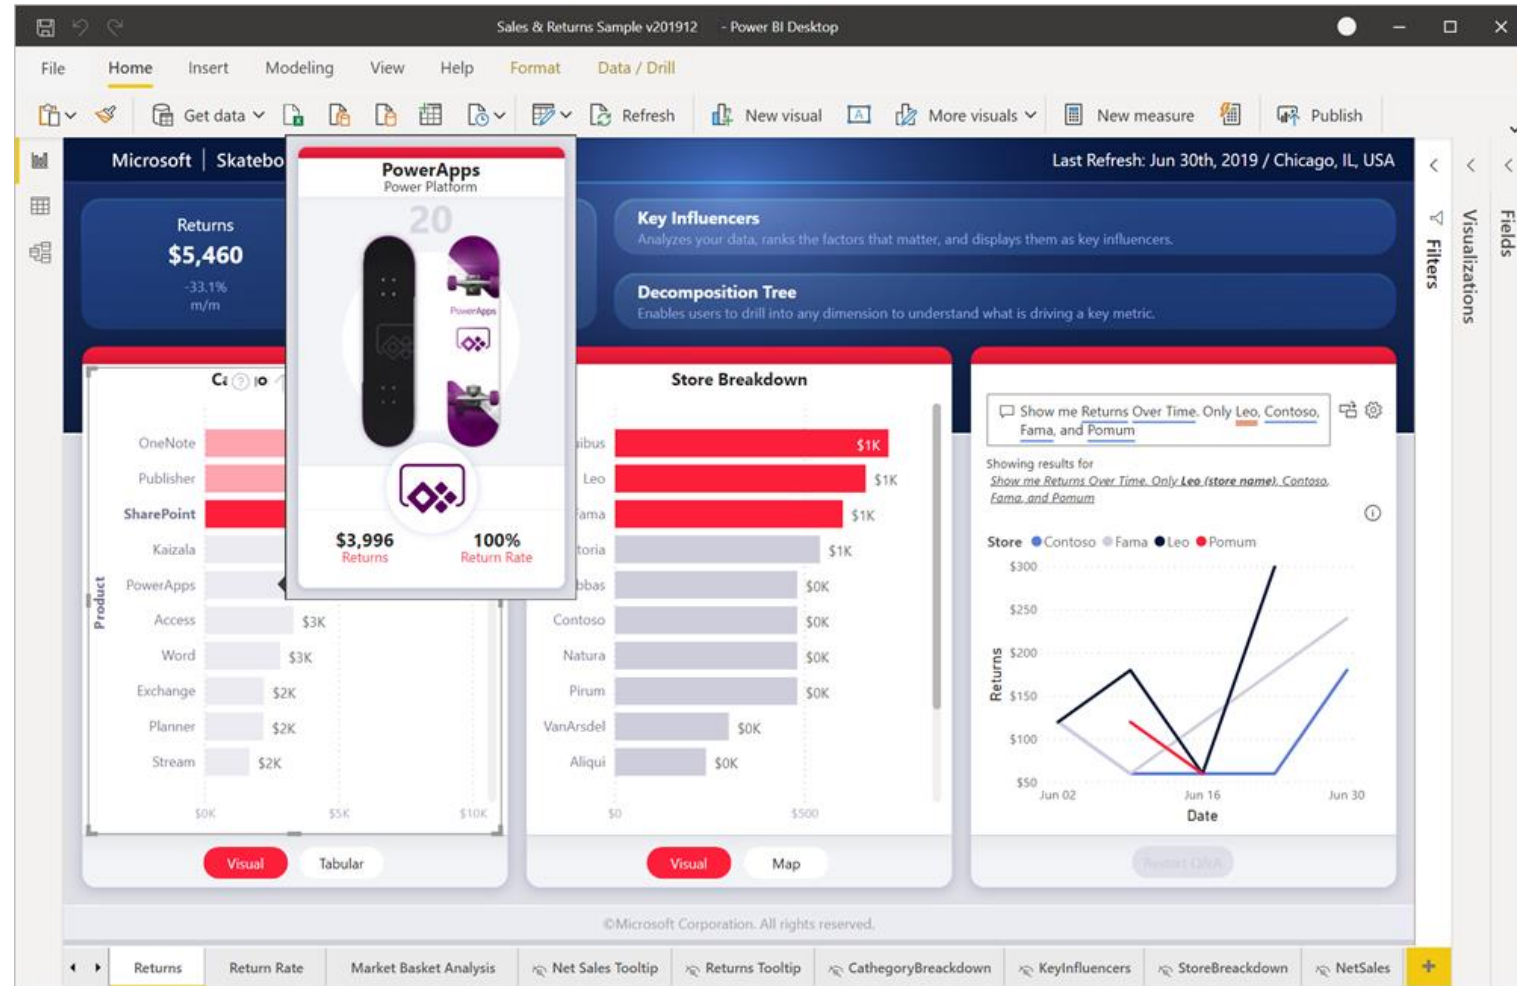 Sales & Returns Sample v201912 - Power BI Desktop
File Home Insert Modeling View Help Format Data / Drill
Get data Refresh New visual More visuals New measure Publish
Microsoft | Skatebo
Last Refresh: Jun 30th, 2019 / Chicago, IL, USA
Returns
$5,460
-33.1%
m/m
PowerApps
Power Platform
20
PowerApps
$3,996
Returns
100%
Return Rate
Key Influencers
Analyzes your data, ranks the factors that matter, and displays them as key influencers.
Decomposition Tree
Enables users to drill into any dimension to understand what is driving a key metric.
Filters
Visualizations
Fields
Product
OneNote
Publisher
SharePoint
Kaizala
PowerApps
Access $3K
Word $3K
Exchange $2K
Planner $2K
Stream $2K
$0K $5K $10K
Visual Tabular
Store Breakdown
ibus $1K
Leo $1K
Fama $1K
toria $1K
bbas $0K
Contoso $0K
Natura $0K
Pirum $0K
VanArsdel $0K
Aliqui $0K
$0 $500
Visual Map
Show me Returns Over Time. Only Leo, Contoso,
Fama, and Pomum
Showing results for
Show me Returns Over Time. Only Leo (store name), Contoso,
Fama, and Pomum
Store Contoso Fama Leo Pomum
Returns
$300
$250
$200
$150
$100
$50
Jun 02 Jun 16 Jun 30
Date
Restart Q&A
©Microsoft Corporation. All rights reserved.
Returns Return Rate Market Basket Analysis Net Sales Tooltip Returns Tooltip CathegoryBreackdown KeyInfluencers StoreBreackdown NetSales